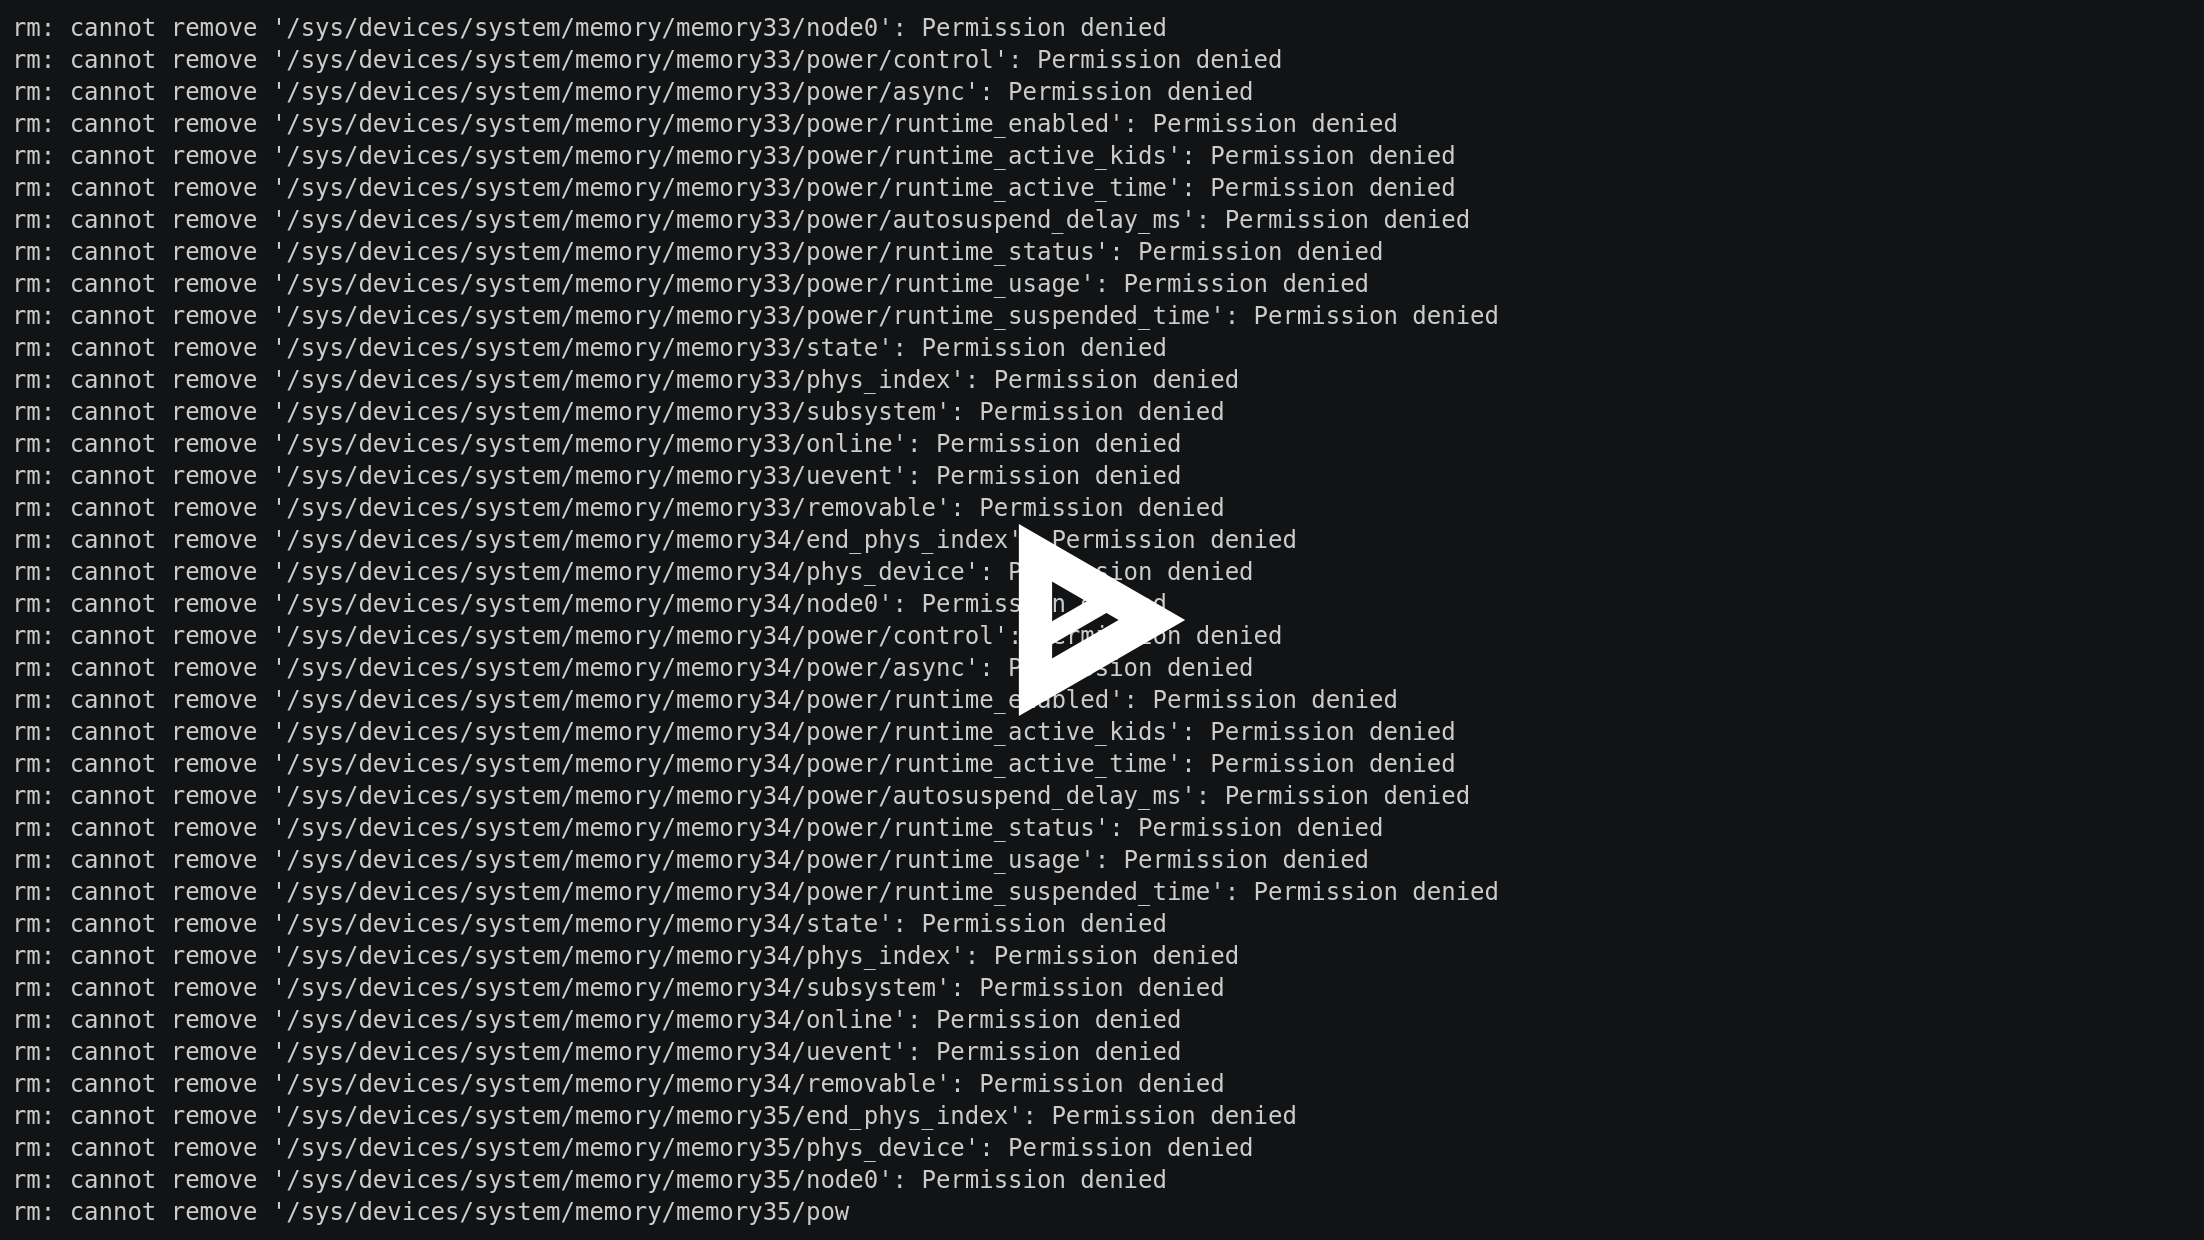 rm: cannot remove '/sys/devices/system/memory/memory33/node0': Permission denied
rm: cannot remove '/sys/devices/system/memory/memory33/power/control': Permission denied
rm: cannot remove '/sys/devices/system/memory/memory33/power/async': Permission denied
rm: cannot remove '/sys/devices/system/memory/memory33/power/runtime_enabled': Permission denied
rm: cannot remove '/sys/devices/system/memory/memory33/power/runtime_active_kids': Permission denied
rm: cannot remove '/sys/devices/system/memory/memory33/power/runtime_active_time': Permission denied
rm: cannot remove '/sys/devices/system/memory/memory33/power/autosuspend_delay_ms': Permission denied
rm: cannot remove '/sys/devices/system/memory/memory33/power/runtime_status': Permission denied
rm: cannot remove '/sys/devices/system/memory/memory33/power/runtime_usage': Permission denied
rm: cannot remove '/sys/devices/system/memory/memory33/power/runtime_suspended_time': Permission denied
rm: cannot remove '/sys/devices/system/memory/memory33/state': Permission denied
rm: cannot remove '/sys/devices/system/memory/memory33/phys_index': Permission denied
rm: cannot remove '/sys/devices/system/memory/memory33/subsystem': Permission denied
rm: cannot remove '/sys/devices/system/memory/memory33/online': Permission denied
rm: cannot remove '/sys/devices/system/memory/memory33/uevent': Permission denied
rm: cannot remove '/sys/devices/system/memory/memory33/removable': Permission denied
rm: cannot remove '/sys/devices/system/memory/memory34/end_phys_index': Permission denied
rm: cannot remove '/sys/devices/system/memory/memory34/phys_device': Permission denied
rm: cannot remove '/sys/devices/system/memory/memory34/node0': Permission denied
rm: cannot remove '/sys/devices/system/memory/memory34/power/control': Permission denied
rm: cannot remove '/sys/devices/system/memory/memory34/power/async': Permission denied
rm: cannot remove '/sys/devices/system/memory/memory34/power/runtime_enabled': Permission denied
rm: cannot remove '/sys/devices/system/memory/memory34/power/runtime_active_kids': Permission denied
rm: cannot remove '/sys/devices/system/memory/memory34/power/runtime_active_time': Permission denied
rm: cannot remove '/sys/devices/system/memory/memory34/power/autosuspend_delay_ms': Permission denied
rm: cannot remove '/sys/devices/system/memory/memory34/power/runtime_status': Permission denied
rm: cannot remove '/sys/devices/system/memory/memory34/power/runtime_usage': Permission denied
rm: cannot remove '/sys/devices/system/memory/memory34/power/runtime_suspended_time': Permission denied
rm: cannot remove '/sys/devices/system/memory/memory34/state': Permission denied
rm: cannot remove '/sys/devices/system/memory/memory34/phys_index': Permission denied
rm: cannot remove '/sys/devices/system/memory/memory34/subsystem': Permission denied
rm: cannot remove '/sys/devices/system/memory/memory34/online': Permission denied
rm: cannot remove '/sys/devices/system/memory/memory34/uevent': Permission denied
rm: cannot remove '/sys/devices/system/memory/memory34/removable': Permission denied
rm: cannot remove '/sys/devices/system/memory/memory35/end_phys_index': Permission denied
rm: cannot remove '/sys/devices/system/memory/memory35/phys_device': Permission denied
rm: cannot remove '/sys/devices/system/memory/memory35/node0': Permission denied
rm: cannot remove '/sys/devices/system/memory/memory35/pow